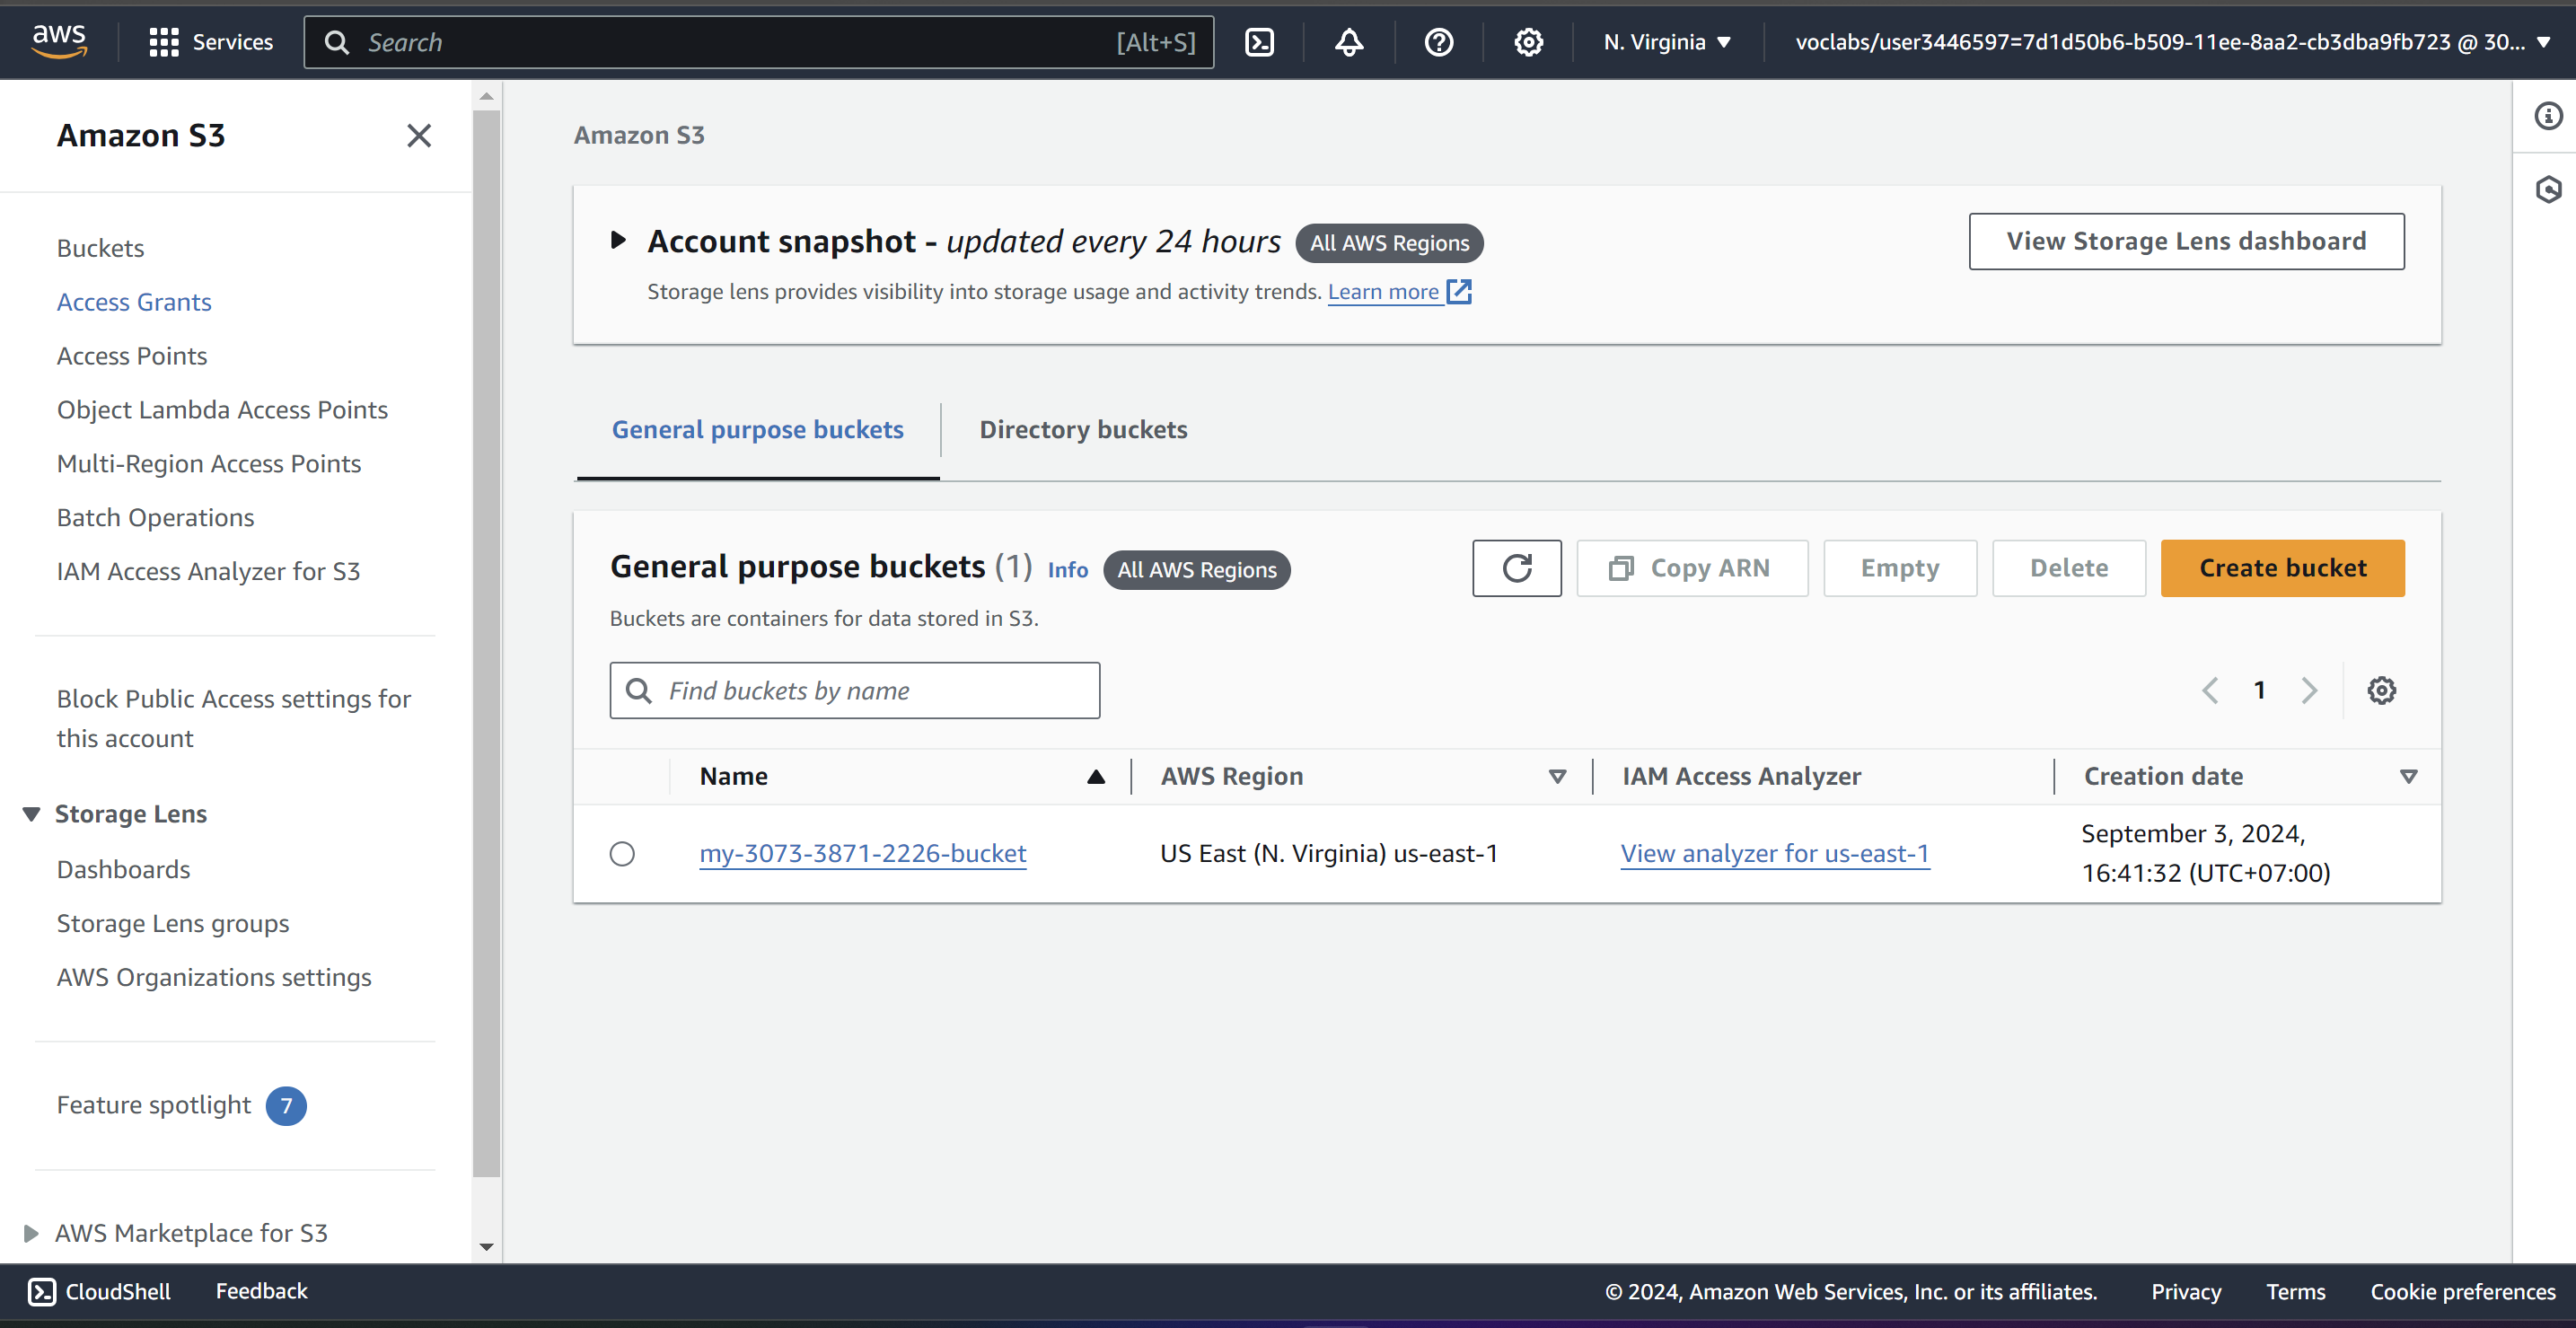 aws
Services
Search
[Alt+S]
N. Virginia
voclabs/user3446597=7d1d50b6-b509-11ee-8aa2-cb3dba9fb723 @ 30...
Amazon S3
Buckets
Access Grants
Access Points
Object Lambda Access Points
Multi-Region Access Points
Batch Operations
IAM Access Analyzer for S3
Block Public Access settings for
this account
Storage Lens
Dashboards
Storage Lens groups
AWS Organizations settings
Feature spotlight 7
AWS Marketplace for S3
Amazon S3
Account snapshot - updated every 24 hours
All AWS Regions
View Storage Lens dashboard
Storage lens provides visibility into storage usage and activity trends. Learn more
General purpose buckets
Directory buckets
General purpose buckets (1) Info
All AWS Regions
Copy ARN
Empty
Delete
Create bucket
Buckets are containers for data stored in S3.
Find buckets by name
1
Name
AWS Region
IAM Access Analyzer
Creation date
my-3073-3871-2226-bucket
US East (N. Virginia) us-east-1
View analyzer for us-east-1
September 3, 2024,
16:41:32 (UTC+07:00)
CloudShell
Feedback
© 2024, Amazon Web Services, Inc. or its affiliates.
Privacy
Terms
Cookie preferences